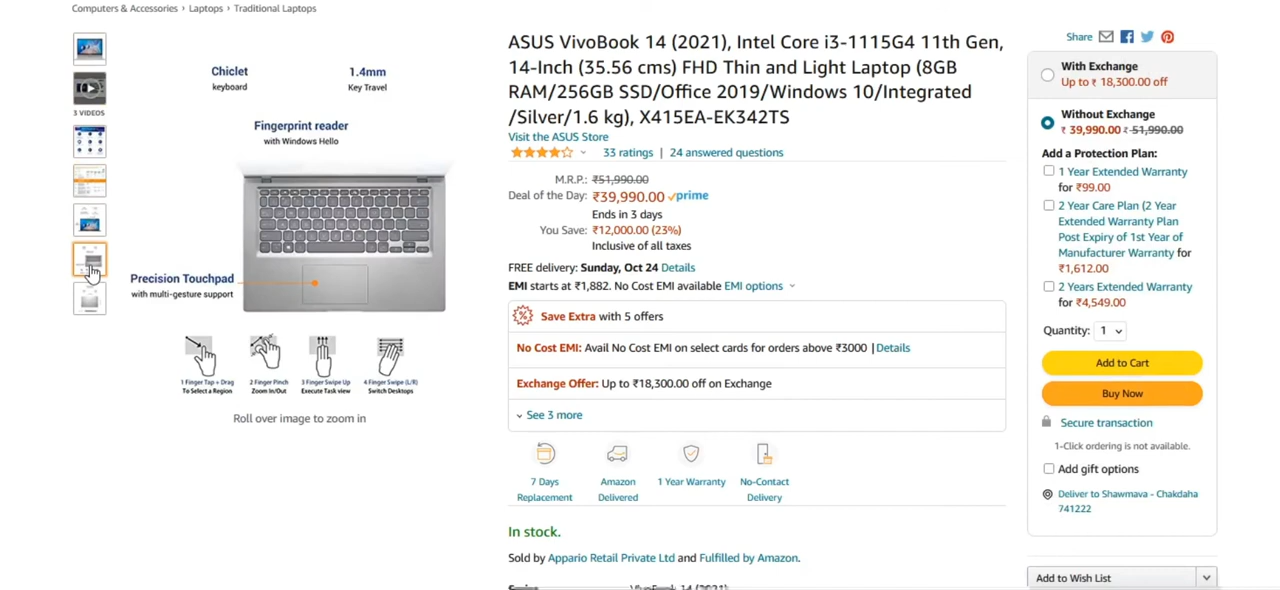 Computers & Accessories › Laptops › Traditional Laptops
3 VIDEOS
Chiclet
keyboard
1.4mm
Key Travel
Fingerprint reader
with Windows Hello
Precision Touchpad
with multi-gesture support
1 Finger Tap + Drag
To Select a Region
2 Finger Pinch
Zoom In/Out
3 Finger Swipe Up
Execute Task view
4 Finger Swipe (L/R)
Switch Desktops
Roll over image to zoom in
ASUS VivoBook 14 (2021), Intel Core i3-1115G4 11th Gen,
14-Inch (35.56 cms) FHD Thin and Light Laptop (8GB
RAM/256GB SSD/Office 2019/Windows 10/Integrated
/Silver/1.6 kg), X415EA-EK342TS
Visit the ASUS Store
33 ratings | 24 answered questions
M.R.P.: ₹51,990.00
Deal of the Day: ₹39,990.00 prime
Ends in 3 days
You Save: ₹12,000.00 (23%)
Inclusive of all taxes
FREE delivery: Sunday, Oct 24 Details
EMI starts at ₹1,882. No Cost EMI available EMI options
Save Extra with 5 offers
No Cost EMI: Avail No Cost EMI on select cards for orders above ₹3000 | Details
Exchange Offer: Up to ₹18,300.00 off on Exchange
See 3 more
7 Days
Replacement
Amazon
Delivered
1 Year Warranty
No-Contact
Delivery
In stock.
Sold by Appario Retail Private Ltd and Fulfilled by Amazon.
VivoBook 14 (2021)
Share
With Exchange
Up to ₹ 18,300.00 off
Without Exchange
₹ 39,990.00 ₹ 51,990.00
Add a Protection Plan:
1 Year Extended Warranty
for ₹99.00
2 Year Care Plan (2 Year
Extended Warranty Plan
Post Expiry of 1st Year of
Manufacturer Warranty for
₹1,612.00
2 Years Extended Warranty
for ₹4,549.00
Quantity: 1
Add to Cart
Buy Now
Secure transaction
1-Click ordering is not available.
Add gift options
Deliver to Shawmava - Chakdaha
741222
Add to Wish List